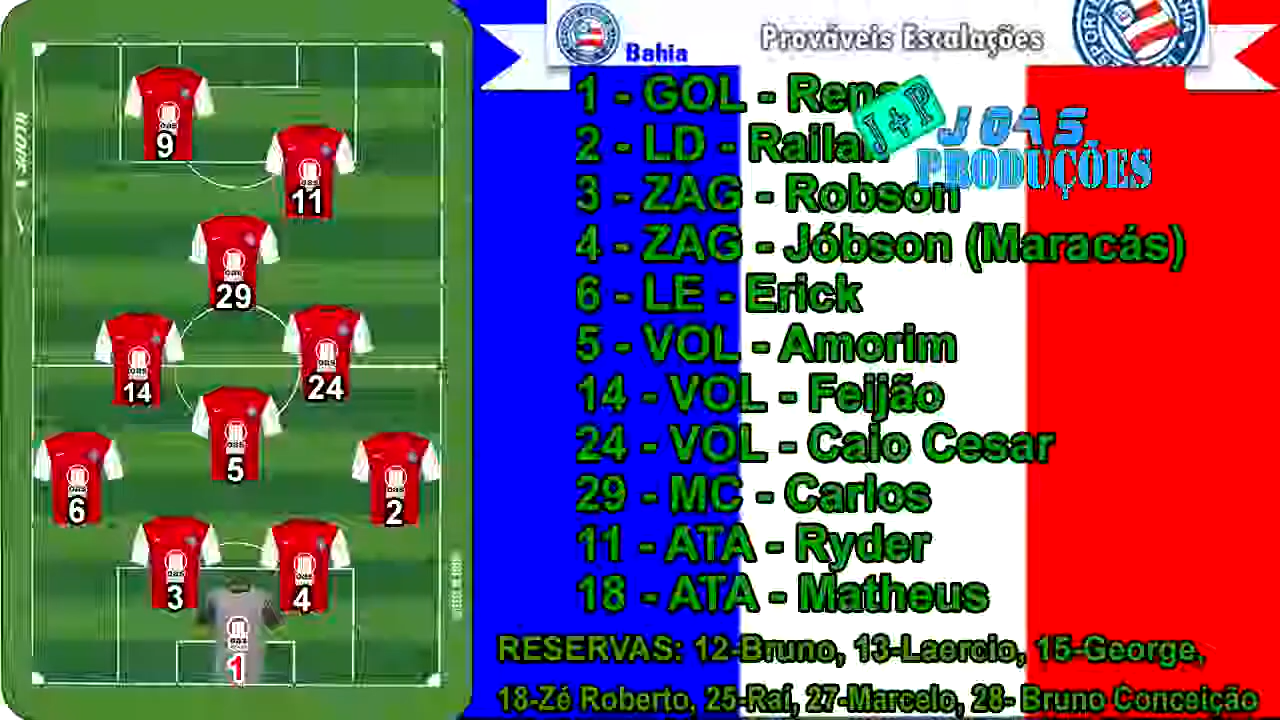 Bahia
Prováveis Escalações
1 - GOL -
2 - LD - Railan
3 - ZAG - Robson
4 - ZAG - Jóbson (Maracás)
6 - LE - Erick
5 - VOL - Amorim
14 - VOL - Feijão
24 - VOL - Caio Cesar
29 - MC - Carlos
11 - ATA - Ryder
18 - ATA - Matheus
RESERVAS: 12-Bruno, 13-Laercio, 15-George,
18-Zé Roberto, 25-Raí, 27-Marcelo, 28- Bruno Conceição
J+P
JOAS
PRODUÇÕES
9
11
29
14
24
5
6
2
3
4
1